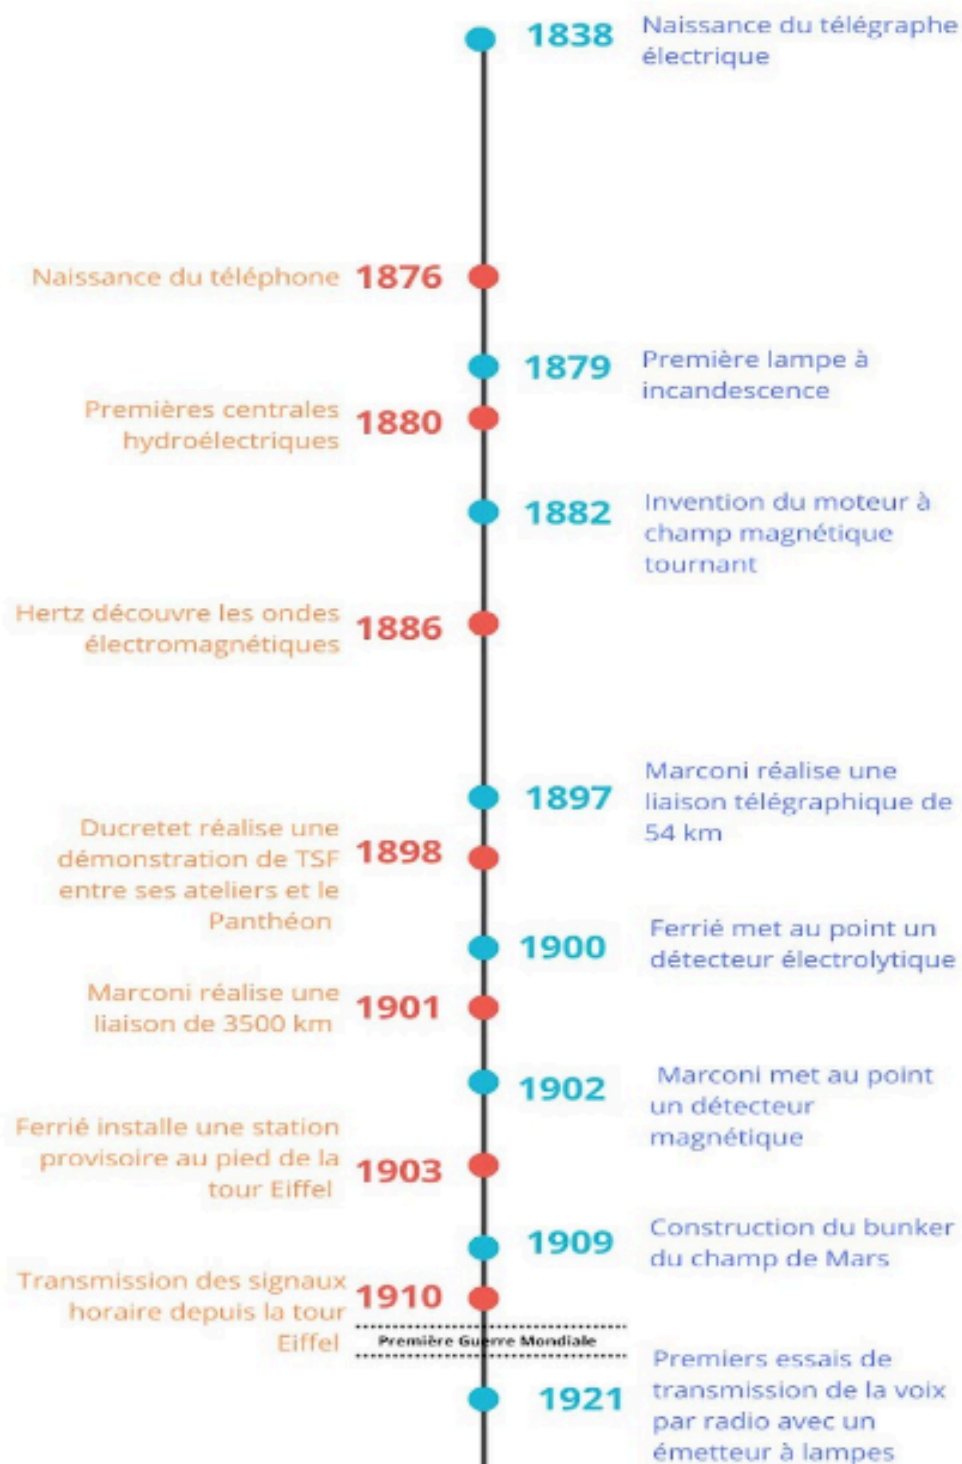 1838
Naissance du télégraphe
électrique
Naissance du téléphone
1876
1879
Première lampe à
incandescence
Premières centrales
hydroélectriques
1880
1882
Invention du moteur à
champ magnétique
tournant
Hertz découvre les ondes
électromagnétiques
1886
1897
Marconi réalise une
liaison télégraphique de
54 km
Ducretet réalise une
démonstration de TSF
entre ses ateliers et le
Panthéon
1898
1900
Ferrié met au point un
détecteur électrolytique
Marconi réalise une
liaison de 3500 km
1901
1902
Marconi met au point
un détecteur
magnétique
Ferrié installe une station
provisoire au pied de la
tour Eiffel
1903
1909
Construction du bunker
du champ de Mars
Transmission des signaux
horaire depuis la tour
Eiffel
1910
Première Guerre Mondiale
1921
Premiers essais de
transmission de la voix
par radio avec un
émetteur à lampes